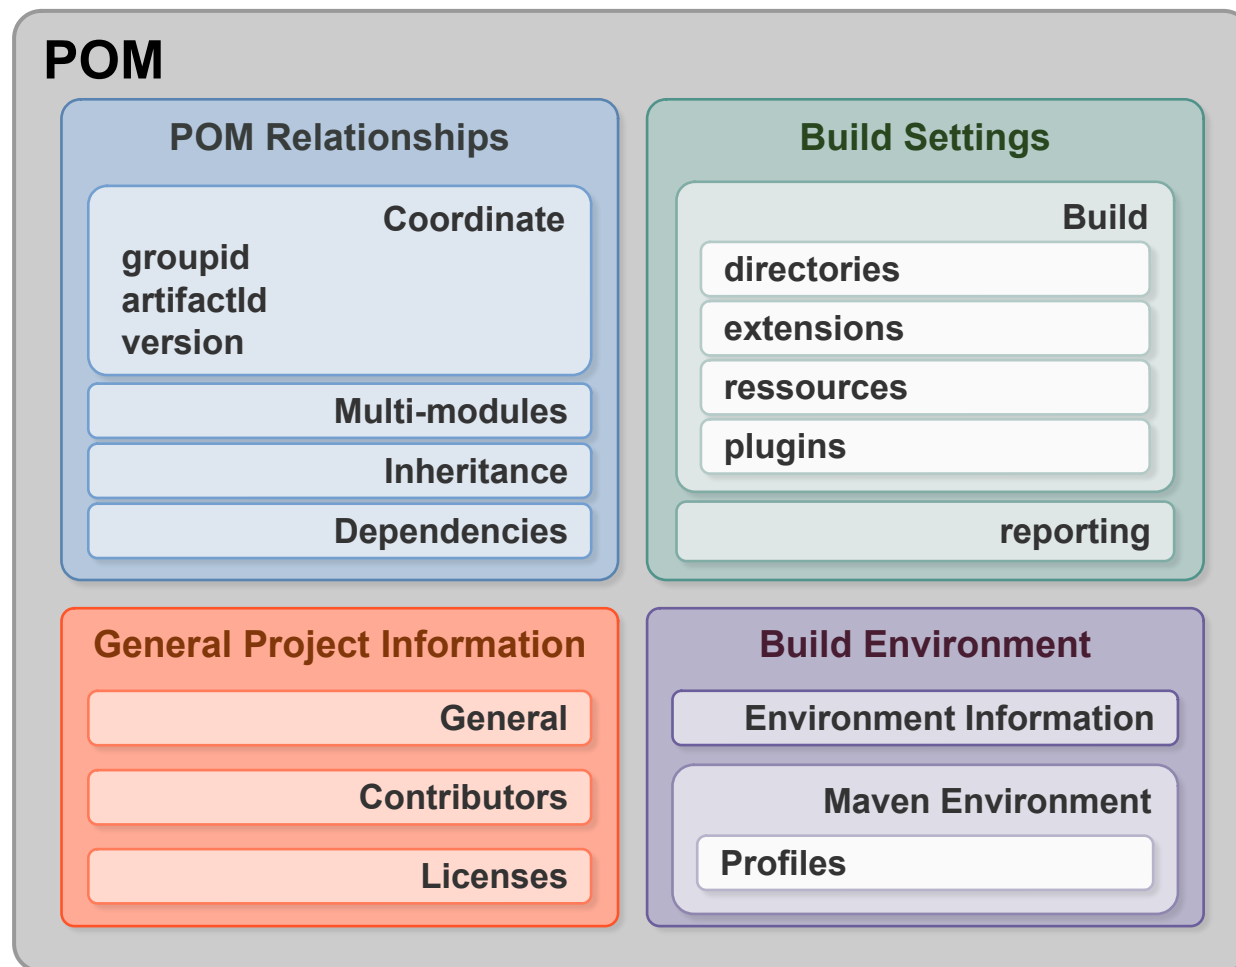 POM
POM Relationships
Coordinate
groupid
artifactId
version
Multi-modules
Inheritance
Dependencies
Build Settings
Build
directories
extensions
ressources
plugins
reporting
General Project Information
General
Contributors
Licenses
Build Environment
Environment Information
Maven Environment
Profiles